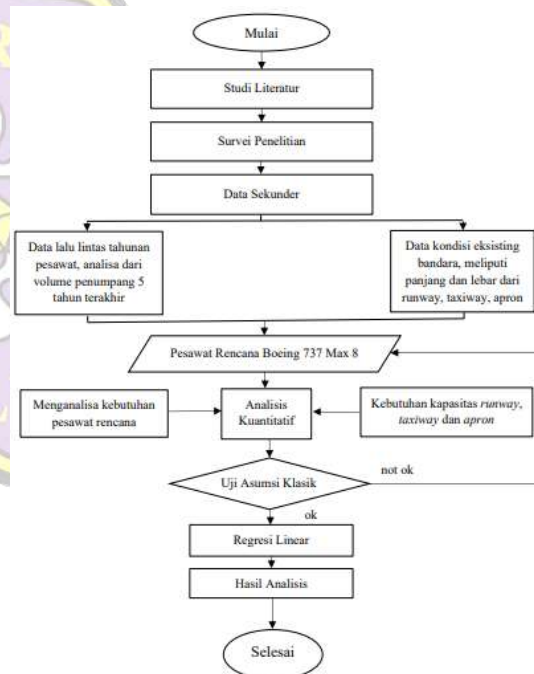 Mulai
Studi Literatur
Survei Penelitian
Data Sekunder
Data lalu lintas tahunan
pesawat, analisa dari
volume penumpang 5
tahun terakhir
Data kondisi eksisting
bandara, meliputi
panjang dan lebar dari
runway, taxiway, apron
Pesawat Rencana Boeing 737 Max 8
Menganalisa kebutuhan
pesawat rencana
Analisis
Kuantitatif
Kebutuhan kapasitas runway,
taxiway dan apron
Uji Asumsi Klasik
not ok
ok
Regresi Linear
Hasil Analisis
Selesai